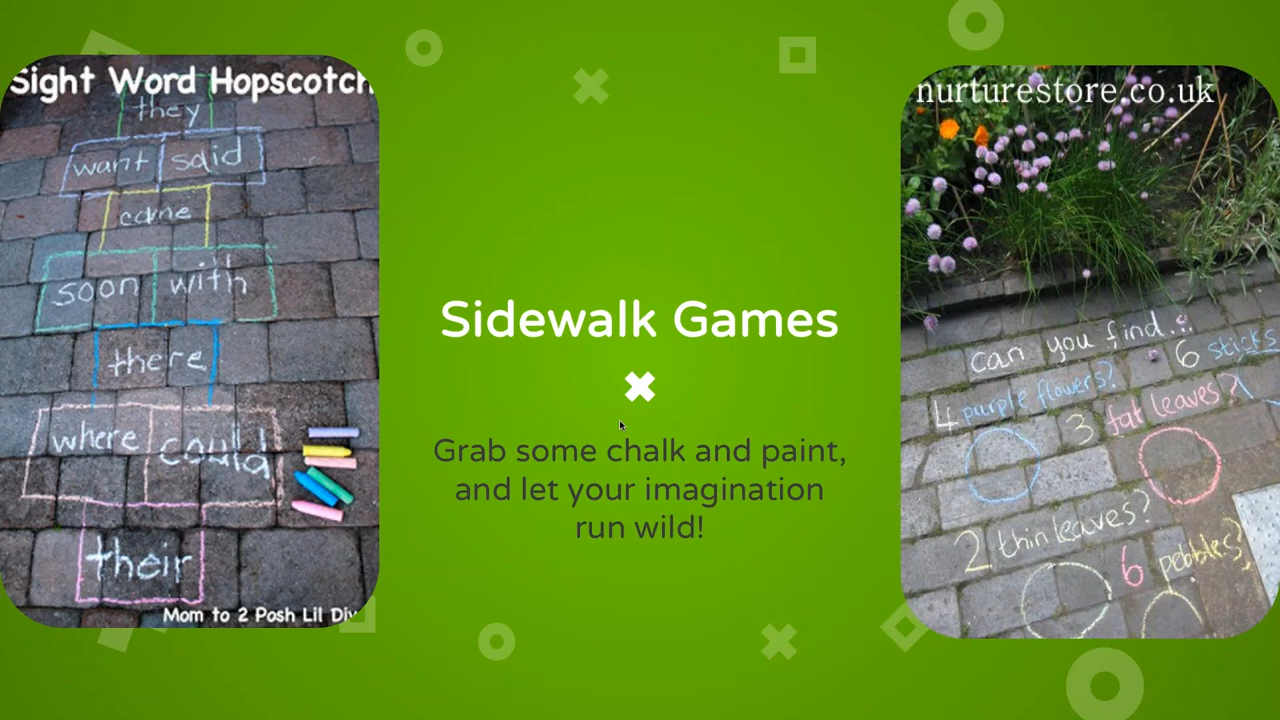 Sight Word Hopscotch
they
want said
came
soon with
there
where could
their
Mom to 2 Posh Lil Div
Sidewalk Games
Grab some chalk and paint,
and let your imagination
run wild!
nurturestore.co.uk
can you find..?
6 sticks
4 purple flowers?
3 fat leaves?
2 thin leaves?
6 pebbles?